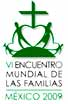 VI ENCUENTRO
MUNDIAL DE
LAS FAMILIAS
MÉXICO 2009